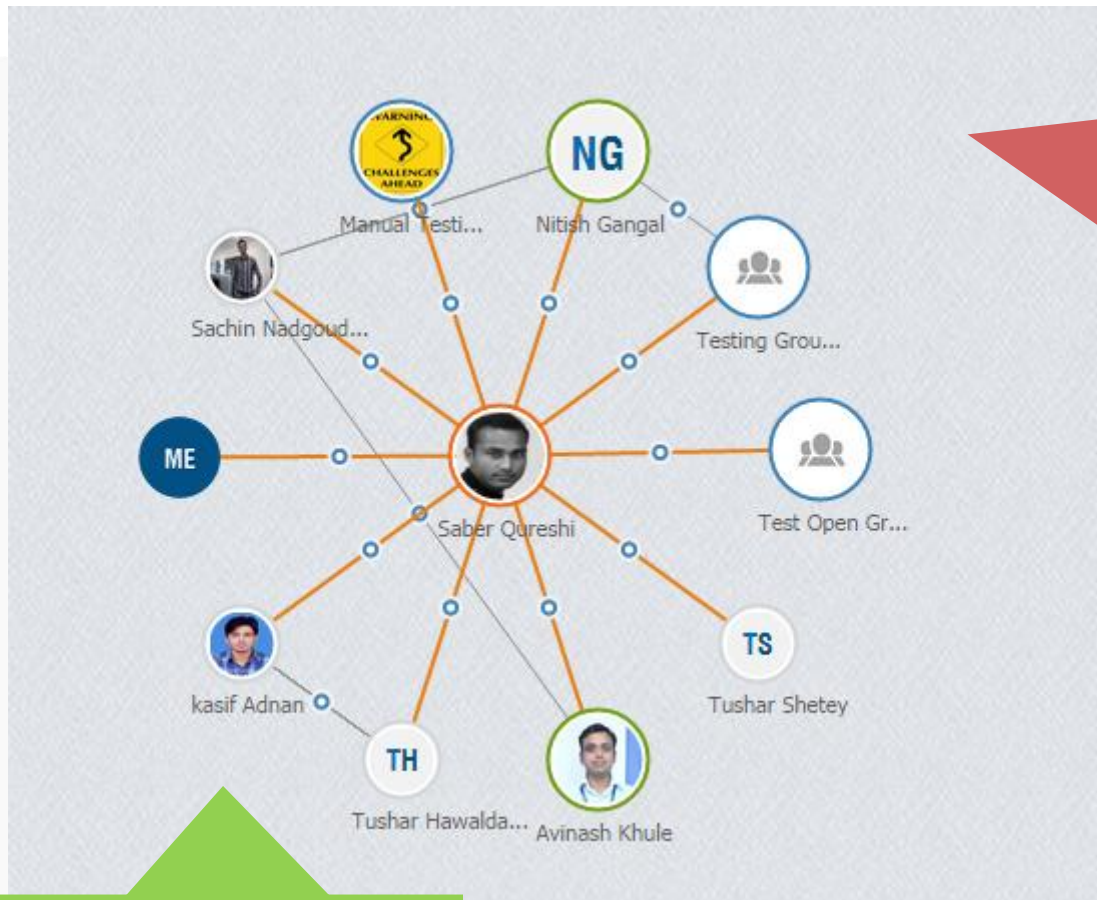 WARNING
CHALLENGES
AHEAD
Manual Testi...
NG
Nitish Gangal
Sachin Nadgoud...
Testing Grou...
ME
Saber Qureshi
Test Open Gr...
kasif Adnan
TS
Tushar Shetey
TH
Tushar Hawalda...
Avinash Khule